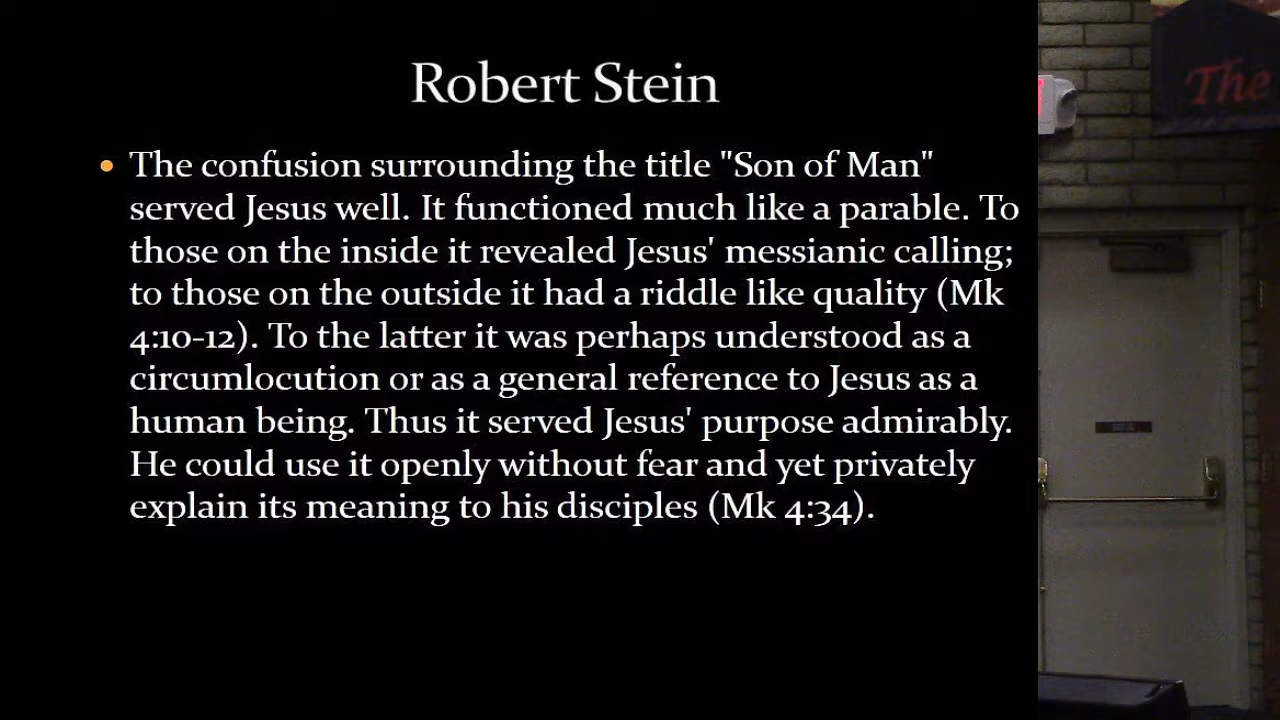 Robert Stein
• The confusion surrounding the title "Son of Man"
served Jesus well. It functioned much like a parable. To
those on the inside it revealed Jesus' messianic calling;
to those on the outside it had a riddle like quality (Mk
4:10-12). To the latter it was perhaps understood as a
circumlocution or as a general reference to Jesus as a
human being. Thus it served Jesus' purpose admirably.
He could use it openly without fear and yet privately
explain its meaning to his disciples (Mk 4:34).
The